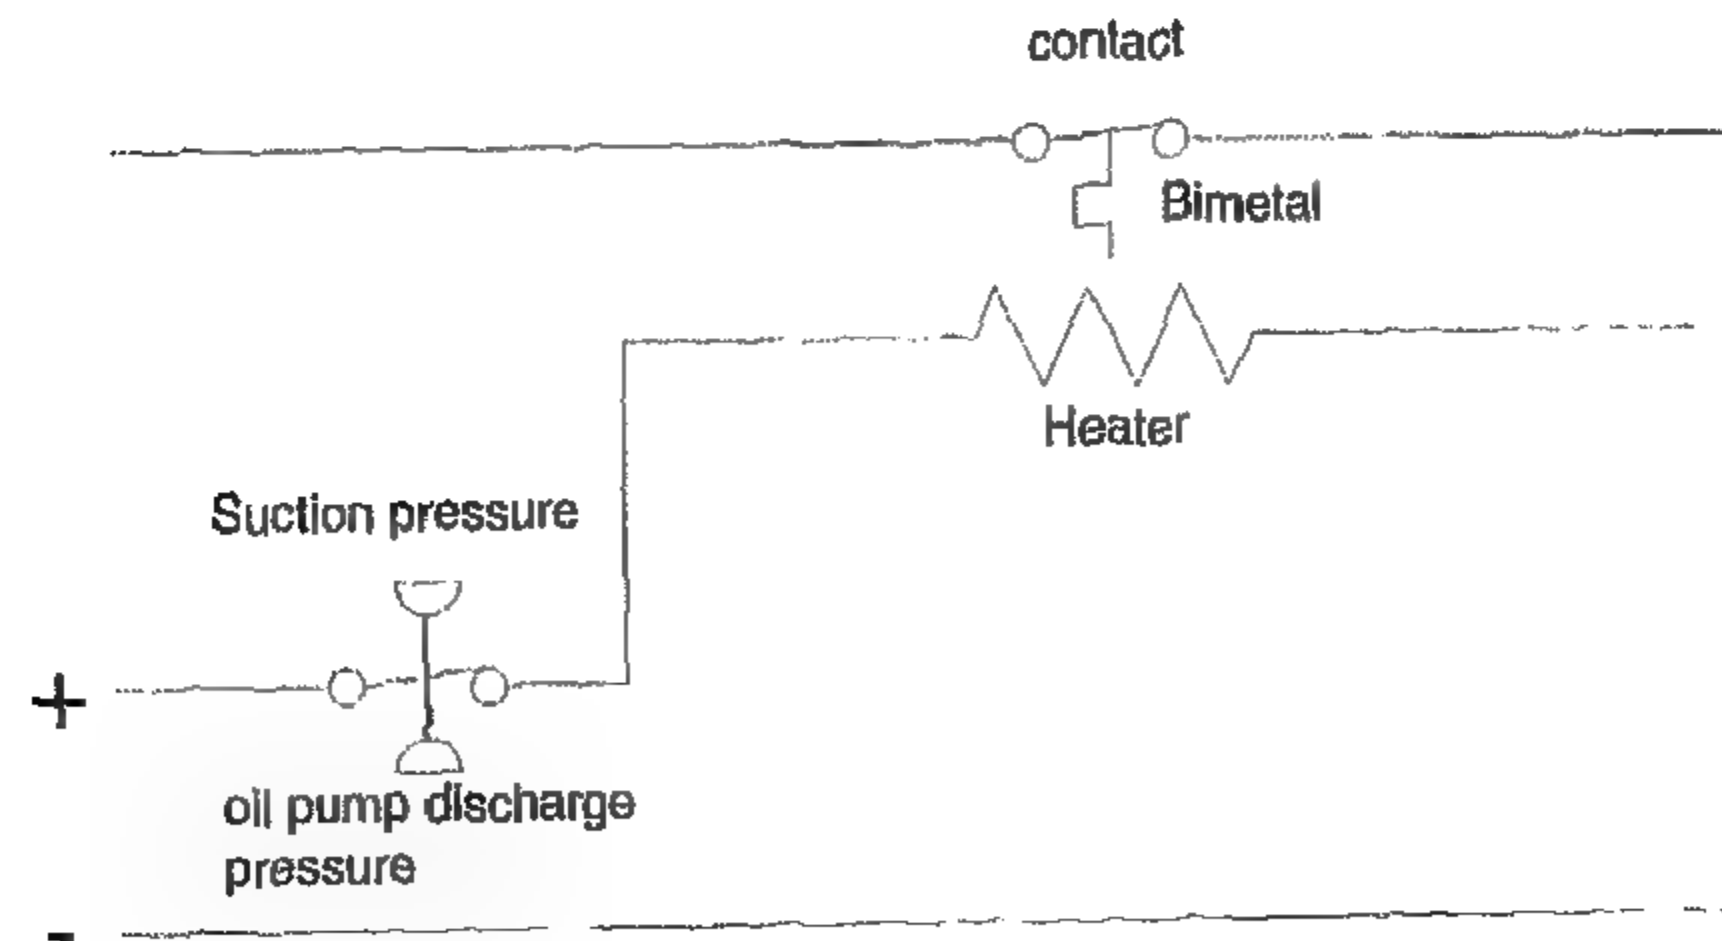 contact
Bimetal
Heater
Suction pressure
+
oil pump discharge
pressure
-